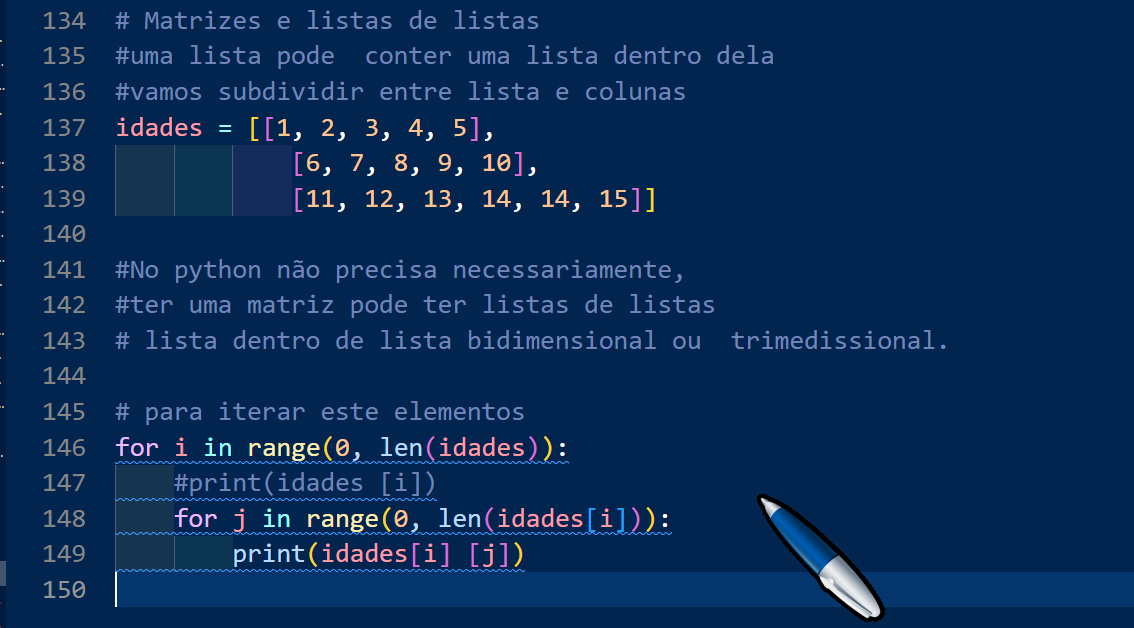 134 # Matrizes e listas de listas
135 #uma lista pode  conter uma lista dentro dela
136 #vamos subdividir entre lista e colunas
137 idades = [[1, 2, 3, 4, 5],
138             [6, 7, 8, 9, 10],
139             [11, 12, 13, 14, 14, 15]]
140
141 #No python não precisa necessariamente,
142 #ter uma matriz pode ter listas de listas
143 # lista dentro de lista bidimensional ou  trimedissional.
144
145 # para iterar este elementos
146 for i in range(0, len(idades)):
147     #print(idades [i])
148     for j in range(0, len(idades[i])):
149         print(idades[i] [j])
150